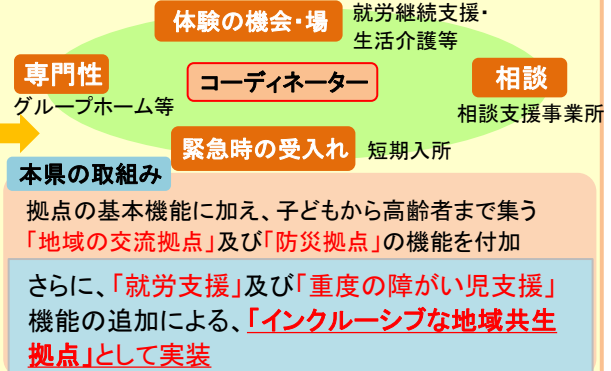 体験の機会・場
就労継続支援・
生活介護等
専門性
グループホーム等
コーディネーター
相談
相談支援事業所
緊急時の受入れ
短期入所
本県の取組み
拠点の基本機能に加え、子どもから高齢者まで集う
「地域の交流拠点」及び「防災拠点」の機能を付加
さらに、「就労支援」及び「重度の障がい児支援」
機能の追加による、「インクルーシブな地域共生
拠点」として実装